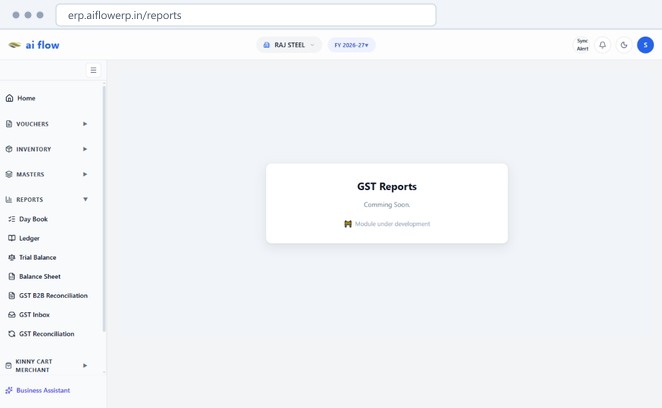 erp.aiflowerp.in/reports
ai flow
RAJ STEEL
FY 2026-27
Sync
Alert
S
Home
VOUCHERS
INVENTORY
MASTERS
REPORTS
Day Book
Ledger
Trial Balance
Balance Sheet
GST B2B Reconciliation
GST Inbox
GST Reconciliation
KINNY CART
MERCHANT
Business Assistant
GST Reports
Comming Soon.
Module under development